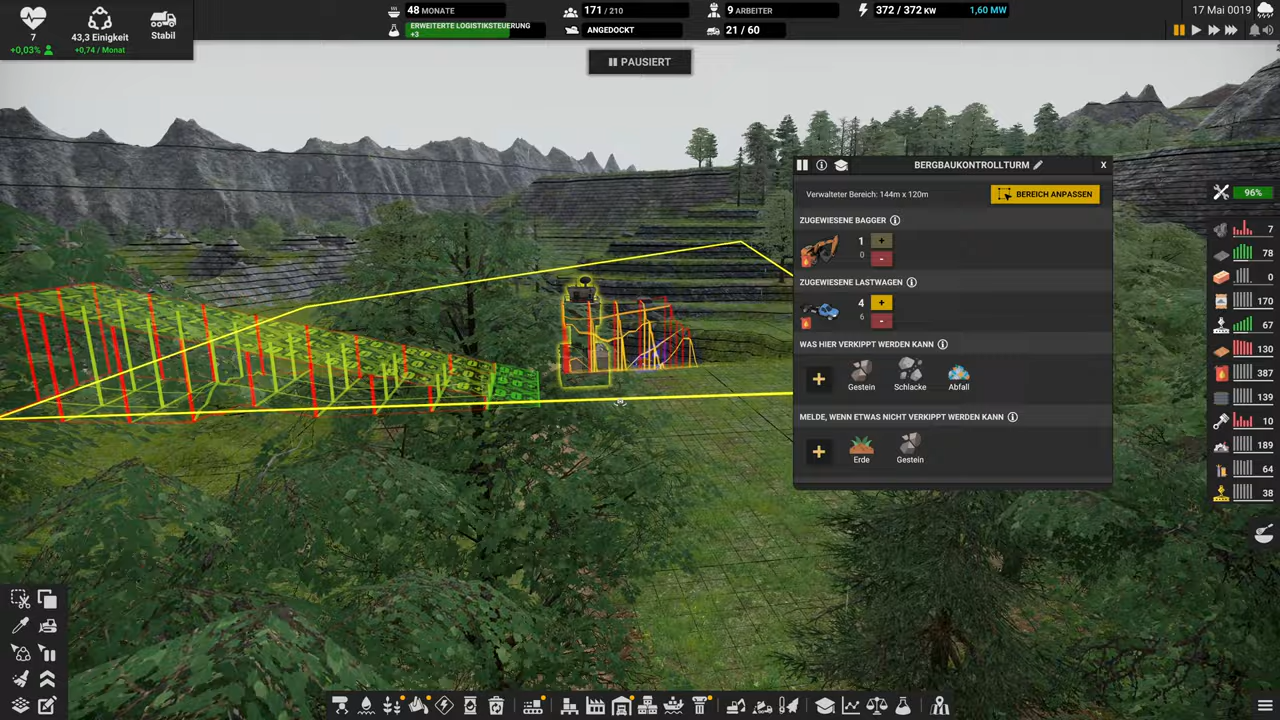 7
+0,03%
43,3 Einigkeit
+0,74 / Monat
Stabil
48 MONATE
ERWEITERTE LOGISTIKSTEUERUNG
+3
171 / 210
ANGEDOCKT
9 ARBEITER
21 / 60
372 / 372 KW
1,60 MW
17 Mai 0019
PAUSIERT
BERGBAUKONTROLLTURM
X
Verwalteter Bereich: 144m x 120m
BEREICH ANPASSEN
ZUGEWIESENE BAGGER
1
0
+
-
ZUGEWIESENE LASTWAGEN
4
6
+
-
WAS HIER VERKIPPT WERDEN KANN
+
Gestein
Schlacke
Abfall
MELDE, WENN ETWAS NICHT VERKIPPT WERDEN KANN
+
Erde
Gestein
96%
7
78
0
170
67
130
387
139
10
189
64
38